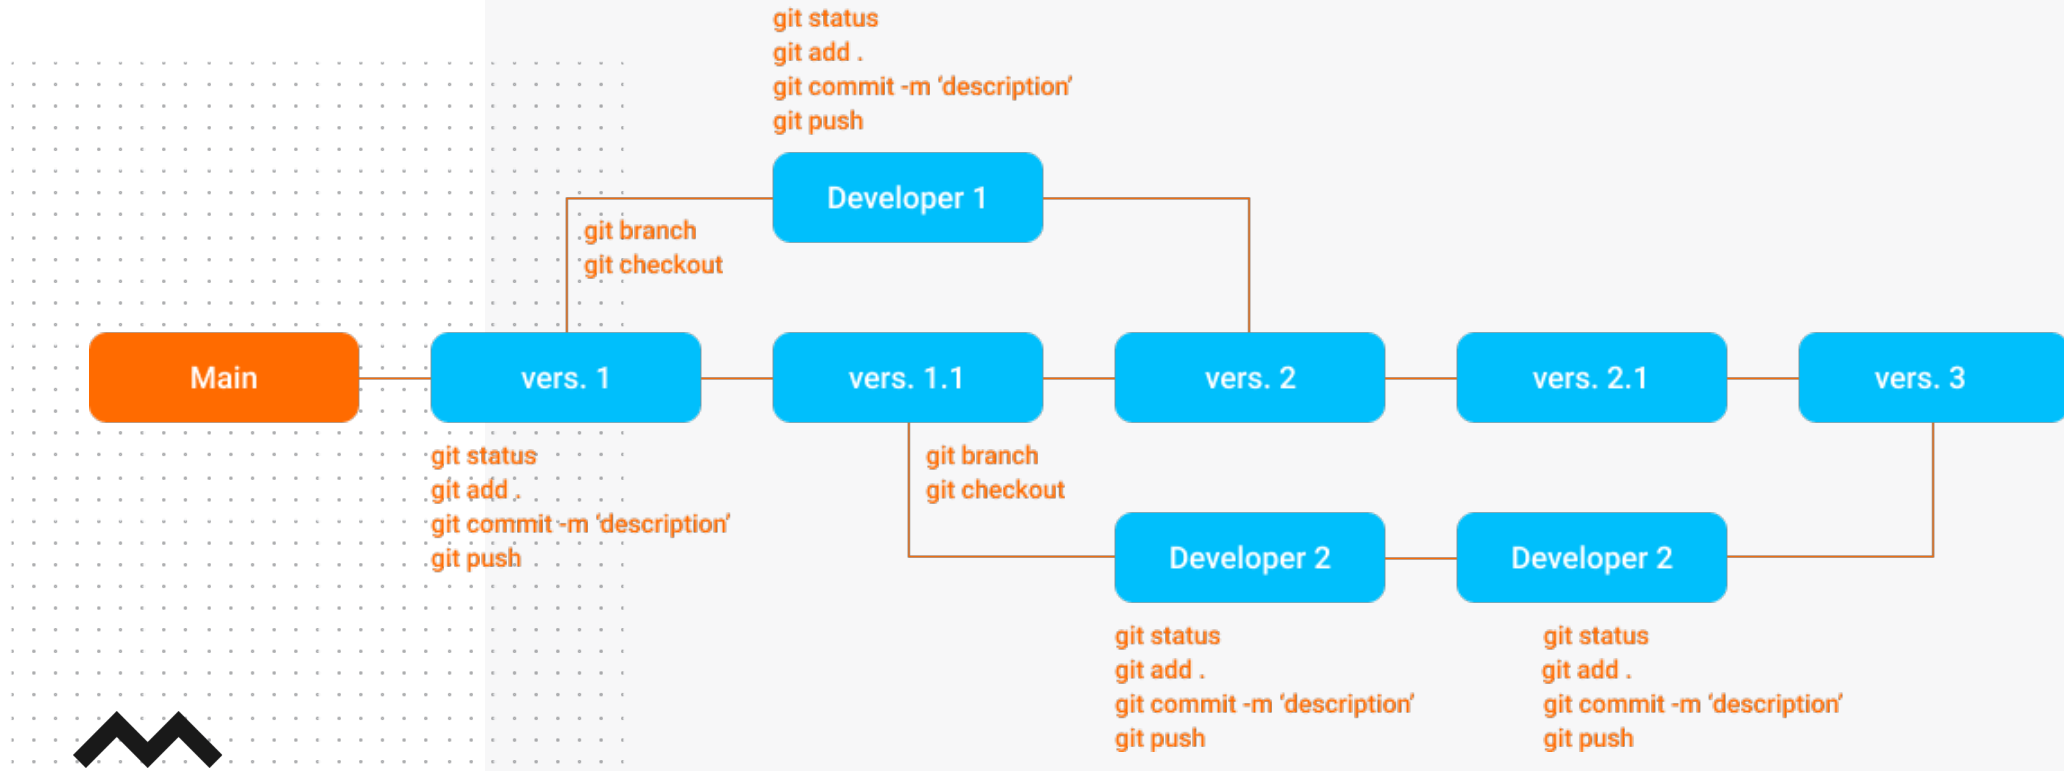 git status
git add .
git commit -m ‘description’
git push
Developer 1
git branch
git checkout
Main
vers. 1
vers. 1.1
vers. 2
vers. 2.1
vers. 3
git status
git add .
git commit -m ‘description’
git push
git branch
git checkout
Developer 2
Developer 2
git status
git add .
git commit -m ‘description’
git push
git status
git add .
git commit -m ‘description’
git push